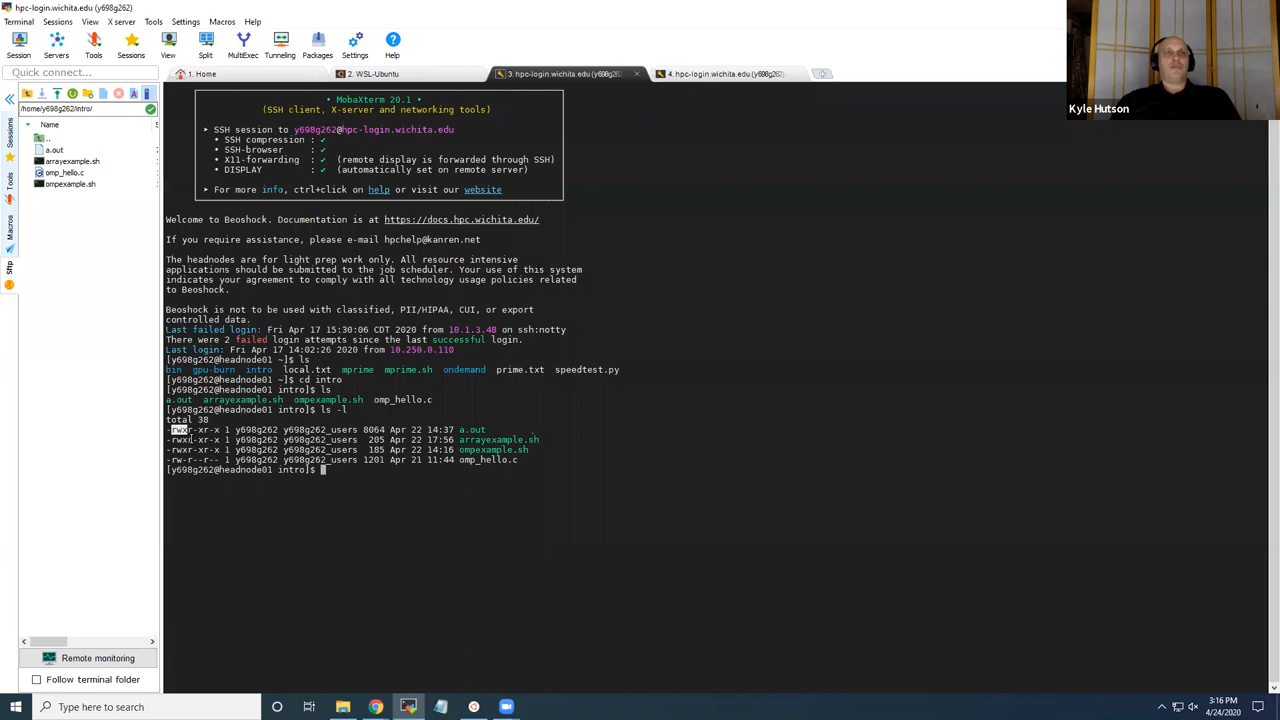 hpc-login.wichita.edu (y698g262)
Terminal Sessions View X server Tools Settings Macros Help
Session Servers Tools Sessions View Split MultiExec Tunneling Packages Settings Help
Quick connect...
1. Home
2. WSL-Ubuntu
3. hpc-login.wichita.edu (y698g262)
4. hpc-login.wichita.edu (y698g262)
Kyle Hutson
/home/y698g262/intro/
Name
..
a.out
arrayexample.sh
omp_hello.c
ompexample.sh
Sessions
Tools
Macros
Sftp
• MobaXterm 20.1 •
(SSH client, X-server and networking tools)
➤ SSH session to y698g262@hpc-login.wichita.edu
• SSH compression : ✔
• SSH-browser : ✔
• X11-forwarding : ✔ (remote display is forwarded through SSH)
• DISPLAY : ✔ (automatically set on remote server)
➤ For more info, ctrl+click on help or visit our website
Welcome to Beoshock. Documentation is at https://docs.hpc.wichita.edu/
If you require assistance, please e-mail hpchelp@kanren.net
The headnodes are for light prep work only. All resource intensive
applications should be submitted to the job scheduler. Your use of this system
indicates your agreement to comply with all technology usage policies related
to Beoshock.
Beoshock is not to be used with classified, PII/HIPAA, CUI, or export
controlled data.
Last failed login: Fri Apr 17 15:30:06 CDT 2020 from 10.1.3.48 on ssh:notty
There were 2 failed login attempts since the last successful login.
Last login: Fri Apr 17 14:02:26 2020 from 10.250.0.110
[y698g262@headnode01 ~]$ ls
bin gpu-burn intro local.txt mprime mprime.sh ondemand prime.txt speedtest.py
[y698g262@headnode01 ~]$ cd intro
[y698g262@headnode01 intro]$ ls
a.out arrayexample.sh ompexample.sh omp_hello.c
[y698g262@headnode01 intro]$ ls -l
total 38
-rwxr-xr-x 1 y698g262 y698g262_users 8064 Apr 22 14:37 a.out
-rwxr-xr-x 1 y698g262 y698g262_users 205 Apr 22 17:56 arrayexample.sh
-rwxr-xr-x 1 y698g262 y698g262_users 185 Apr 22 14:16 ompexample.sh
-rw-r--r-- 1 y698g262 y698g262_users 1201 Apr 21 11:44 omp_hello.c
[y698g262@headnode01 intro]$
Remote monitoring
Follow terminal folder
Type here to search
3:16 PM
4/24/2020